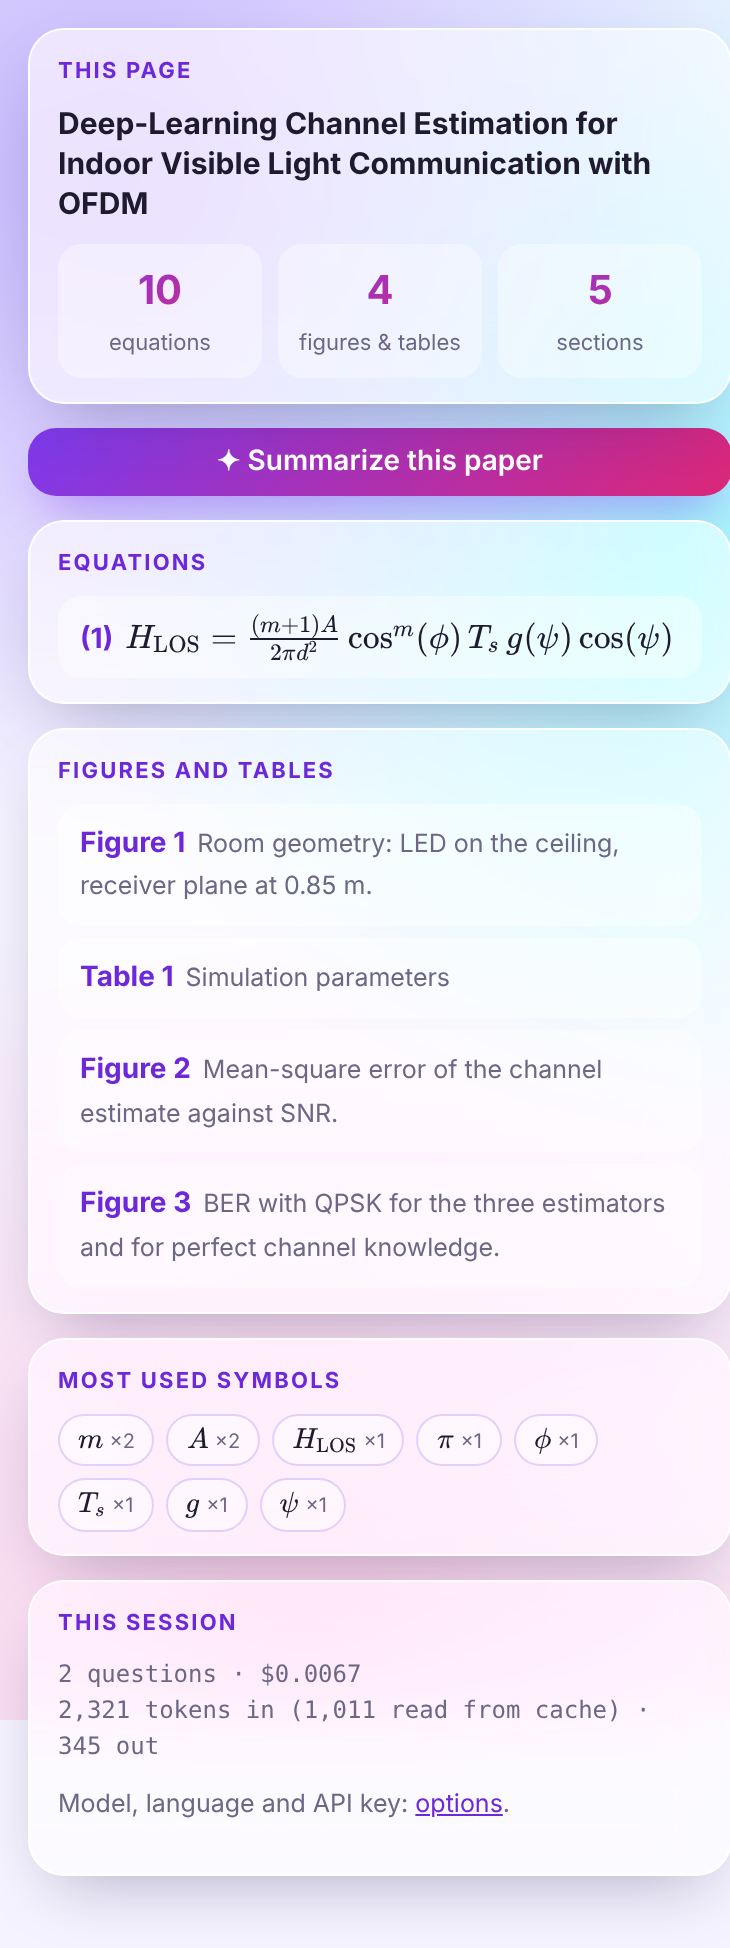 THIS PAGE
Deep-Learning Channel Estimation for
Indoor Visible Light Communication with
OFDM
10
equations
4
figures & tables
5
sections
✦ Summarize this paper
EQUATIONS
(1) H_LOS = (m+1)A / 2πd² cos^m(ϕ) T_s g(ψ) cos(ψ)
FIGURES AND TABLES
Figure 1 Room geometry: LED on the ceiling,
receiver plane at 0.85 m.
Table 1 Simulation parameters
Figure 2 Mean-square error of the channel
estimate against SNR.
Figure 3 BER with QPSK for the three estimators
and for perfect channel knowledge.
MOST USED SYMBOLS
m ×2 A ×2 H_LOS ×1 π ×1 ϕ ×1
T_s ×1 g ×1 ψ ×1
THIS SESSION
2 questions · $0.0067
2,321 tokens in (1,011 read from cache) ·
345 out
Model, language and API key: options.